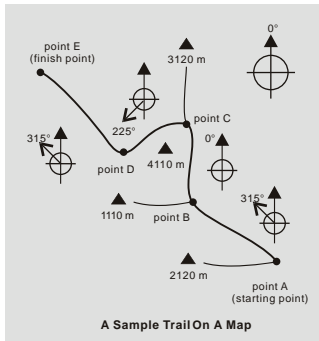 0°
point E
(finish point)
3120 m
225°
point C
315°
0°
point D
4110 m
315°
1110 m
point B
2120 m
point A
(starting point)
A Sample Trail On A Map